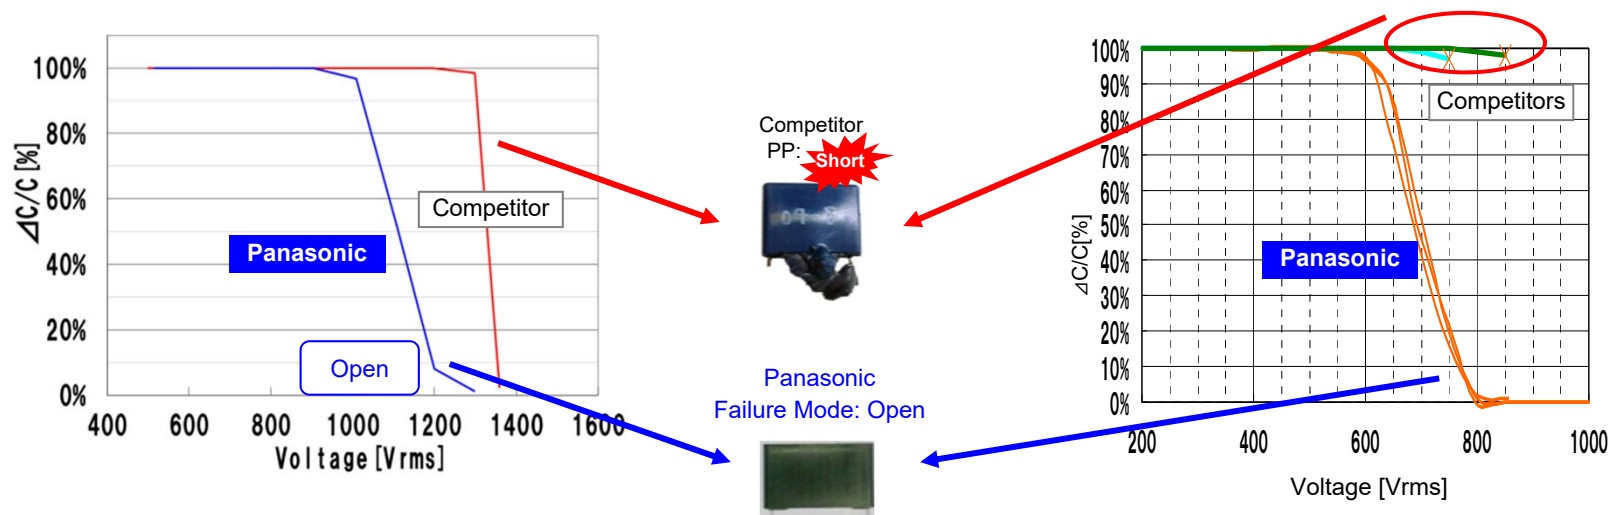 100%
80%
60%
40%
20%
0%
⊿C/C [%]
400 600 800 1000 1200 1400 1600
Voltage [Vrms]
Panasonic
Competitor
Open
Competitor
PP:
Short
Panasonic
Failure Mode: Open
100%
90%
80%
70%
60%
50%
40%
30%
20%
10%
0%
⊿C/C[%]
200 400 600 800 1000
Voltage [Vrms]
Competitors
Panasonic